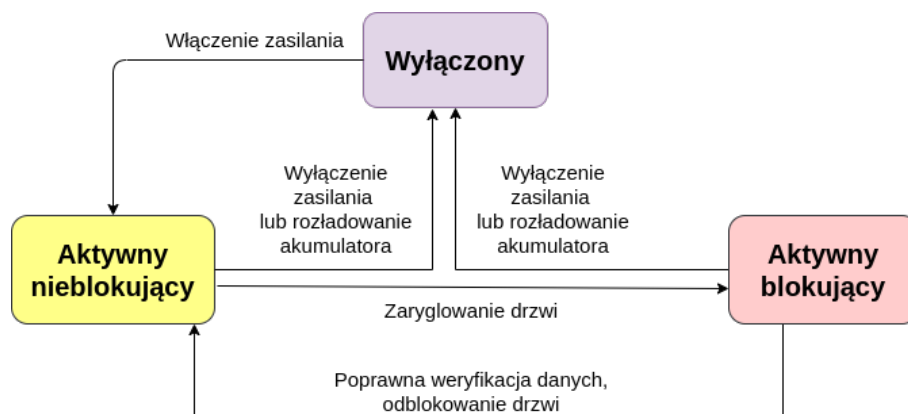 Włączenie zasilania
Wyłączony
Wyłączenie
zasilania
lub rozładowanie
akumulatora
Wyłączenie
zasilania
lub rozładowanie
akumulatora
Aktywny
nieblokujący
Aktywny
blokujący
Zaryglowanie drzwi
Poprawna weryfikacja danych,
odblokowanie drzwi